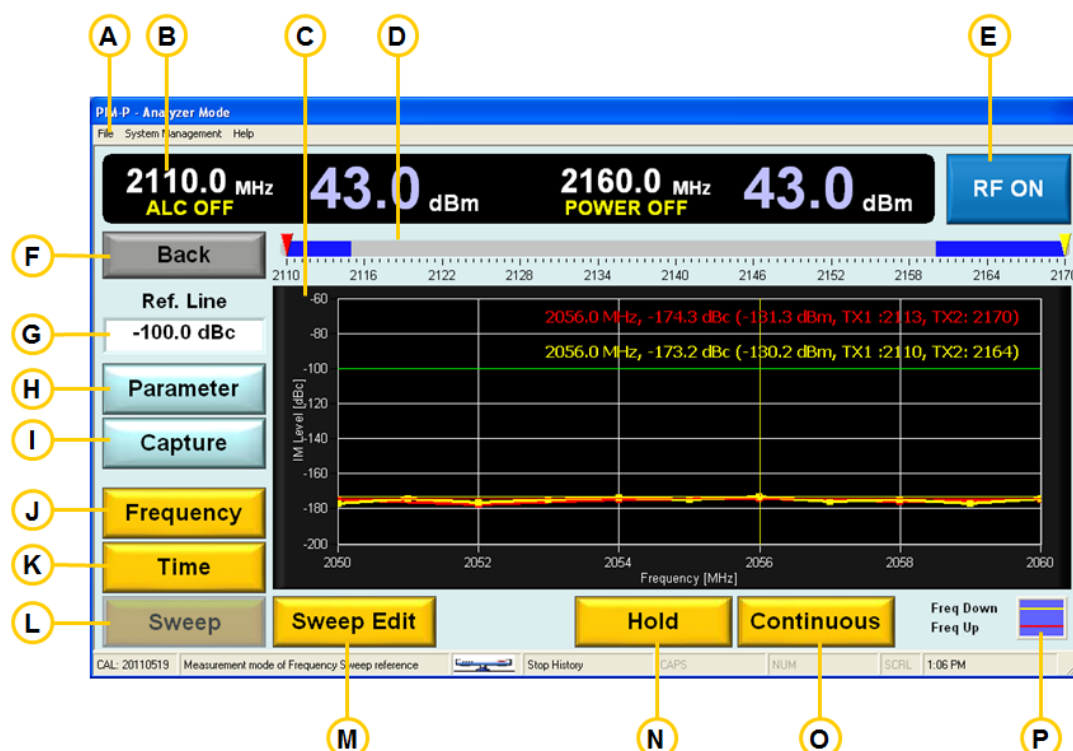 A B C D E
PIM-P - Analyzer Mode
File System Management Help
2110.0 MHz 43.0 dBm 2160.0 MHz 43.0 dBm RF ON
ALC OFF POWER OFF
F Back
2110 2116 2122 2128 2134 2140 2146 2152 2158 2164 2170
Ref. Line
G -100.0 dBc
H Parameter
I Capture
J Frequency
K Time
L Sweep
-60
2056.0 MHz, -174.3 dBc (-131.3 dBm, TX1 :2113, TX2: 2170)
-80
2056.0 MHz, -173.2 dBc (-130.2 dBm, TX1 :2110, TX2: 2164)
-100
-120
-140
-160
-180
-200
IM Level [dBc]
2050 2052 2054 2056 2058 2060
Frequency [MHz]
Sweep Edit Hold Continuous
Freq Down
Freq Up
CAL: 20110519 Measurement mode of Frequency Sweep reference Stop History CAPS NUM SCRL 1:06 PM
M N O P